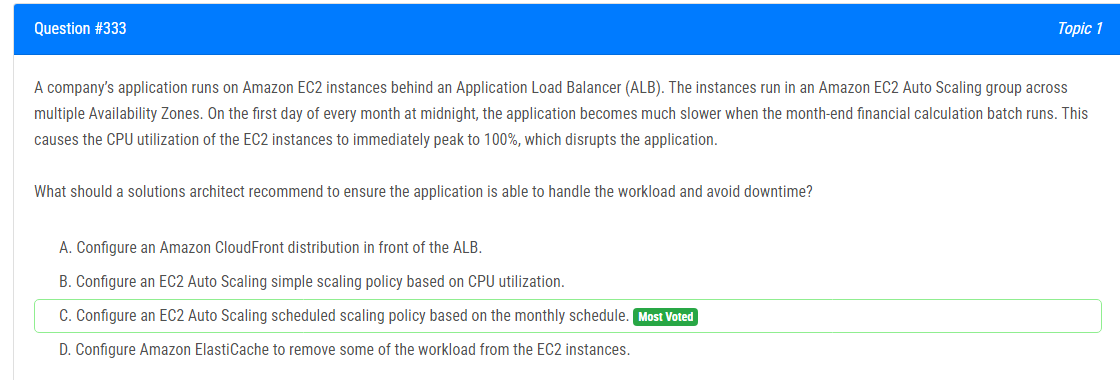 Question #333
Topic 1
A company’s application runs on Amazon EC2 instances behind an Application Load Balancer (ALB). The instances run in an Amazon EC2 Auto Scaling group across
multiple Availability Zones. On the first day of every month at midnight, the application becomes much slower when the month-end financial calculation batch runs. This
causes the CPU utilization of the EC2 instances to immediately peak to 100%, which disrupts the application.
What should a solutions architect recommend to ensure the application is able to handle the workload and avoid downtime?
A. Configure an Amazon CloudFront distribution in front of the ALB.
B. Configure an EC2 Auto Scaling simple scaling policy based on CPU utilization.
C. Configure an EC2 Auto Scaling scheduled scaling policy based on the monthly schedule. Most Voted
D. Configure Amazon ElastiCache to remove some of the workload from the EC2 instances.